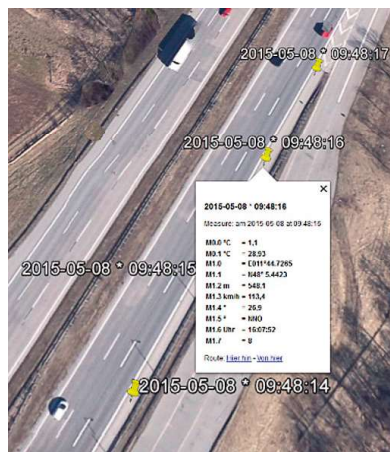 2015-05-08 * 09:48:17
2015-05-08 * 09:48:16
2015-05-08 * 09:48:16
Measure: am 2015-05-08 at 09:48:16
M0.0 °C = 1,1
M0.1 °C = 28,93
M1.0 = E011°44.7265
M1.1 = N48° 5.4423
M1.2 m = 548,1
M1.3 km/h = 113,4
M1.4 ° = 26,9
M1.5 ° = NNO
M1.6 Uhr = 16:07:52
M1.7 = 8
Route: Hier hin - Von hier
2015-05-08 * 09:48:15
2015-05-08 * 09:48:14